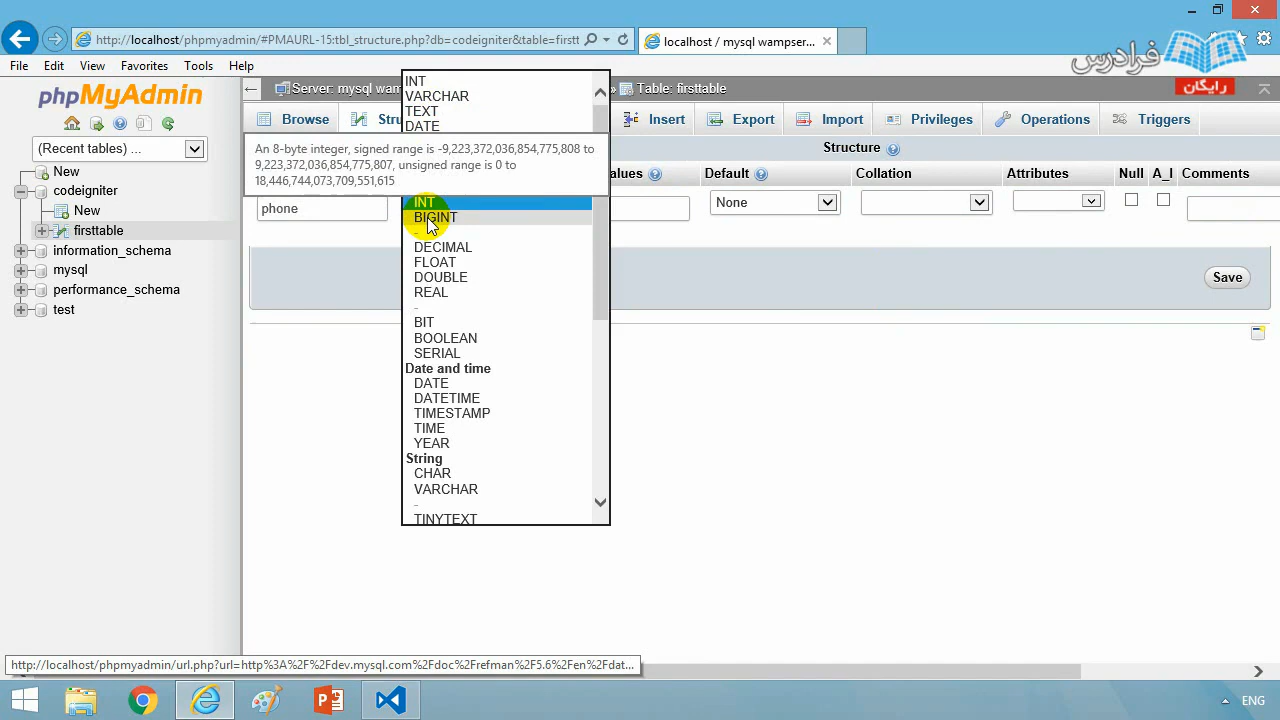 http://localhost/phpmyadmin/#PMAURL-15:tbl_structure.php?db=codeigniter&table=firstt
localhost / mysql wampser...
File Edit View Favorites Tools Help
فرادرس
رایگان
phpMyAdmin
(Recent tables) ...
New
codeigniter
New
firsttable
information_schema
mysql
performance_schema
test
Server: mysql wam
» Table: firsttable
Browse
Stru
Insert
Export
Import
Privileges
Operations
Triggers
Structure
INT
VARCHAR
TEXT
DATE
An 8-byte integer, signed range is -9,223,372,036,854,775,808 to
9,223,372,036,854,775,807, unsigned range is 0 to
18,446,744,073,709,551,615
alues
Default
Collation
Attributes
Null
A_I
Comments
phone
None
INT
BIGINT
-
DECIMAL
FLOAT
DOUBLE
REAL
-
BIT
BOOLEAN
SERIAL
Date and time
DATE
DATETIME
TIMESTAMP
TIME
YEAR
String
CHAR
VARCHAR
-
TINYTEXT
Save
http://localhost/phpmyadmin/url.php?url=http%3A%2F%2Fdev.mysql.com%2Fdoc%2Frefman%2F5.6%2Fen%2Fdat...
ENG